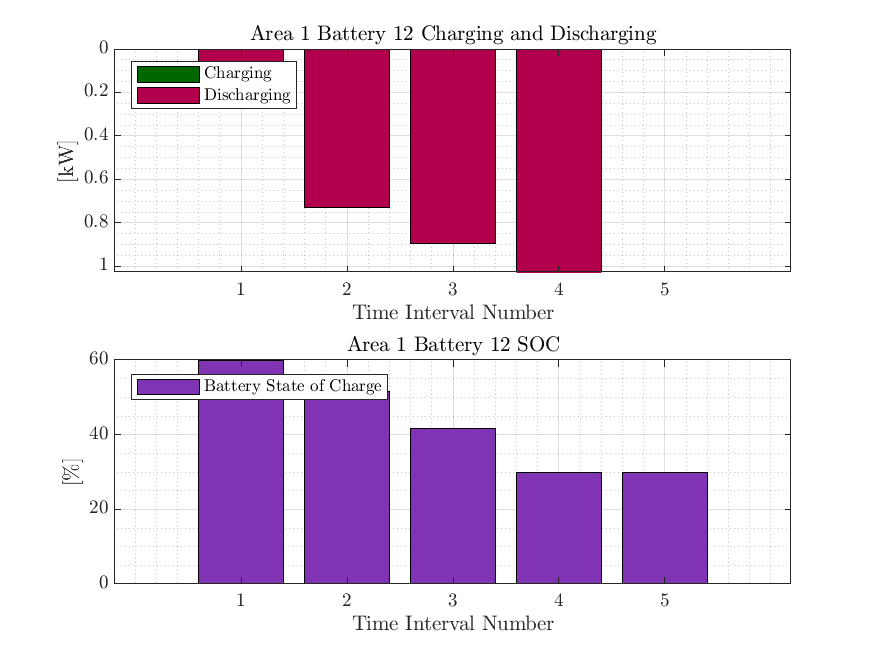 Area 1 Battery 12 Charging and Discharging
0
0.2
0.4
0.6
0.8
1
[kW]
Charging
Discharging
1 2 3 4 5
Time Interval Number
Area 1 Battery 12 SOC
60
40
20
0
[%]
Battery State of Charge
1 2 3 4 5
Time Interval Number